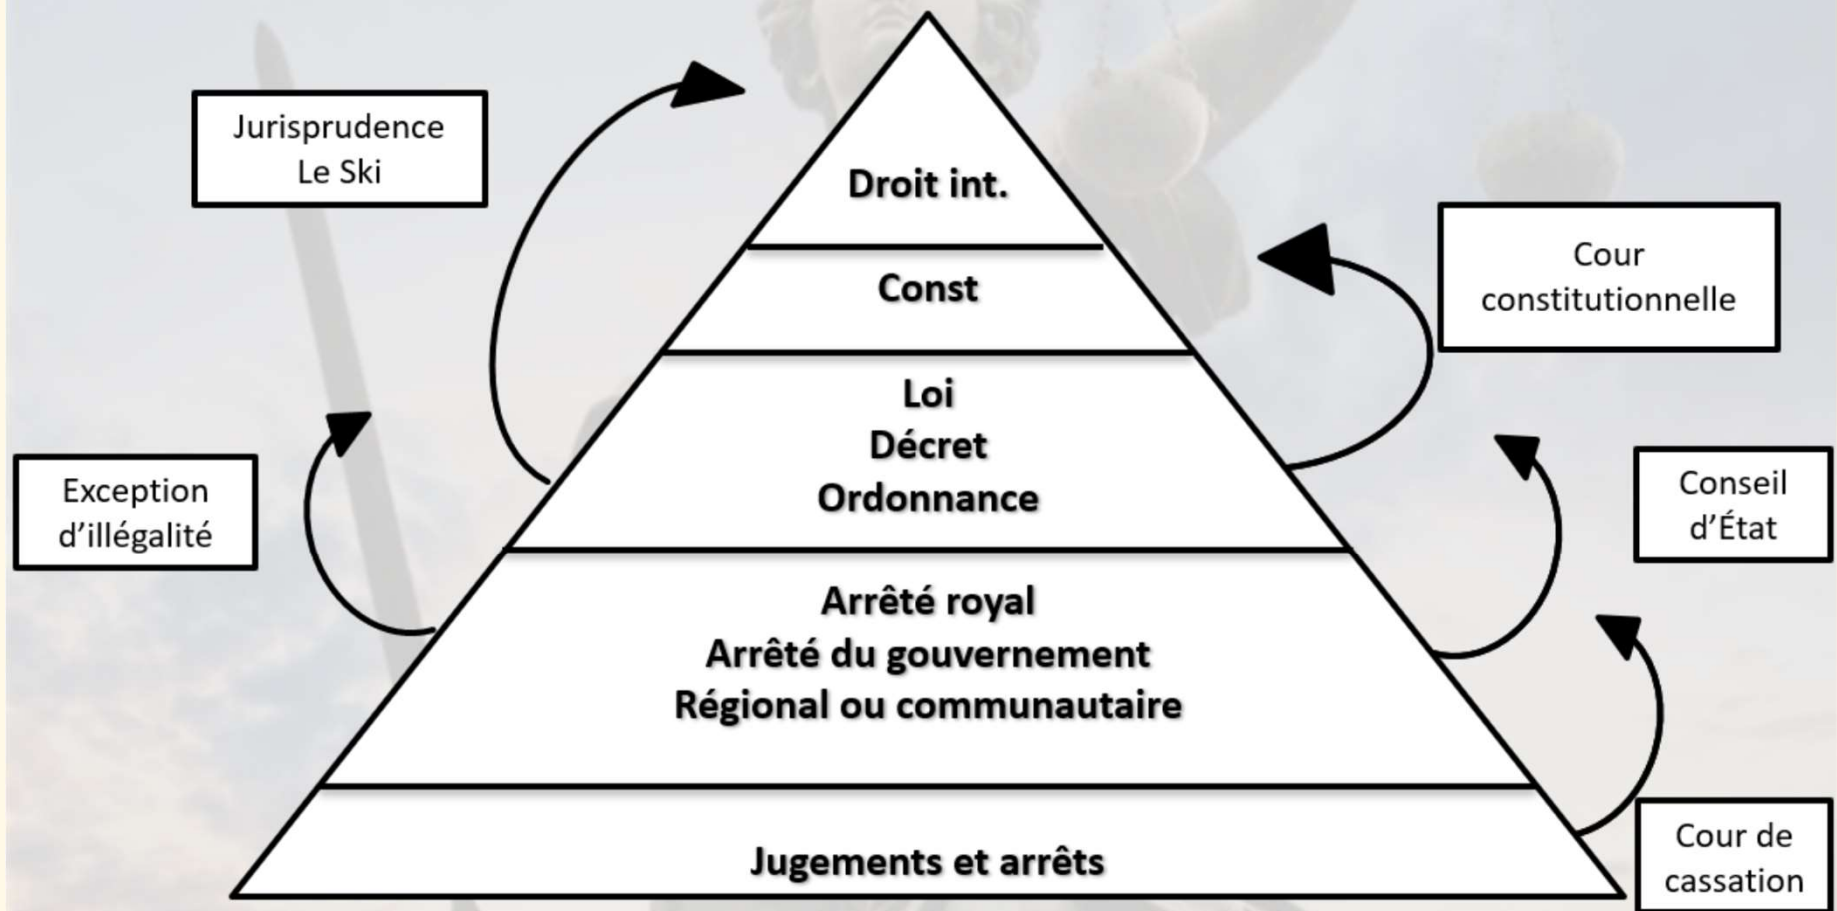 Jurisprudence
Le Ski
Droit int.
Cour
constitutionnelle
Const
Loi
Décret
Ordonnance
Exception
d’illégalité
Conseil
d’État
Arrêté royal
Arrêté du gouvernement
Régional ou communautaire
Jugements et arrêts
Cour de
cassation